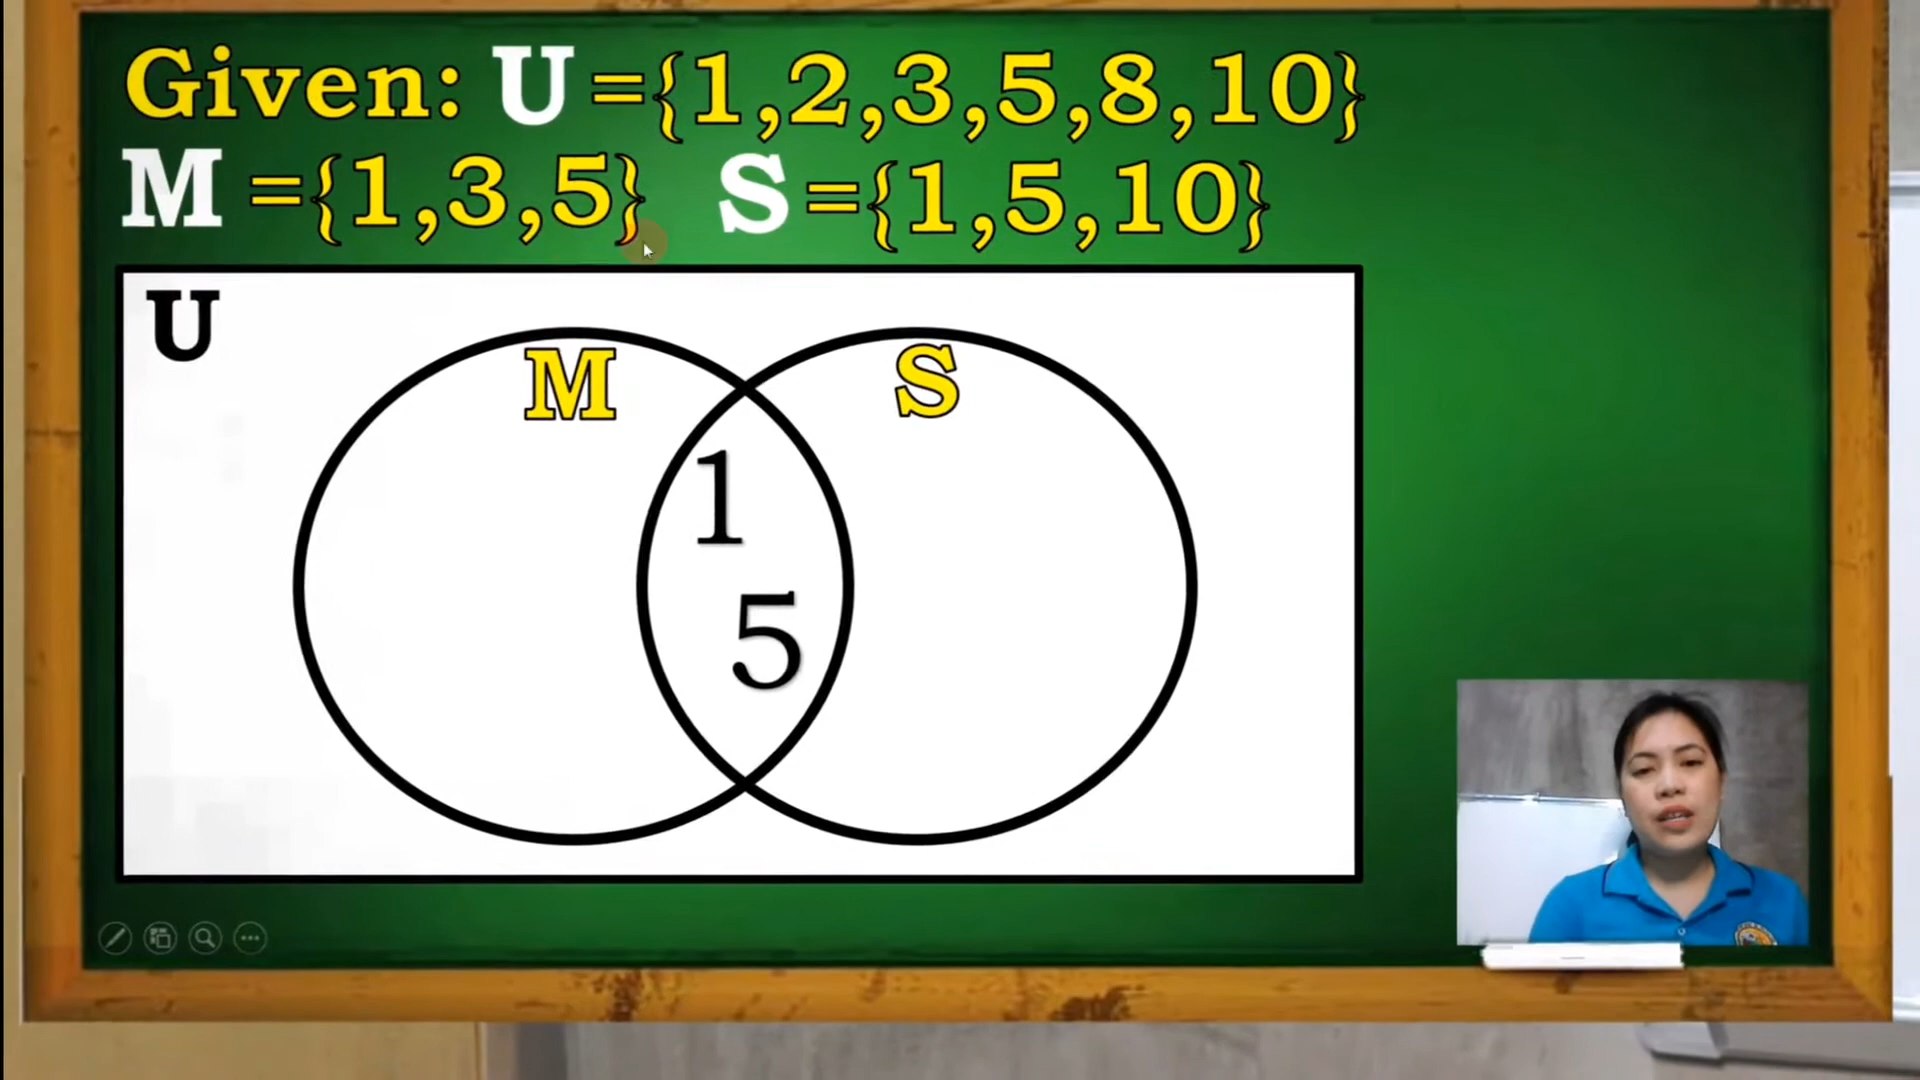 Given: U ={1,2,3,5,8,10}
M ={1,3,5} S ={1,5,10}
U
M S
1
5